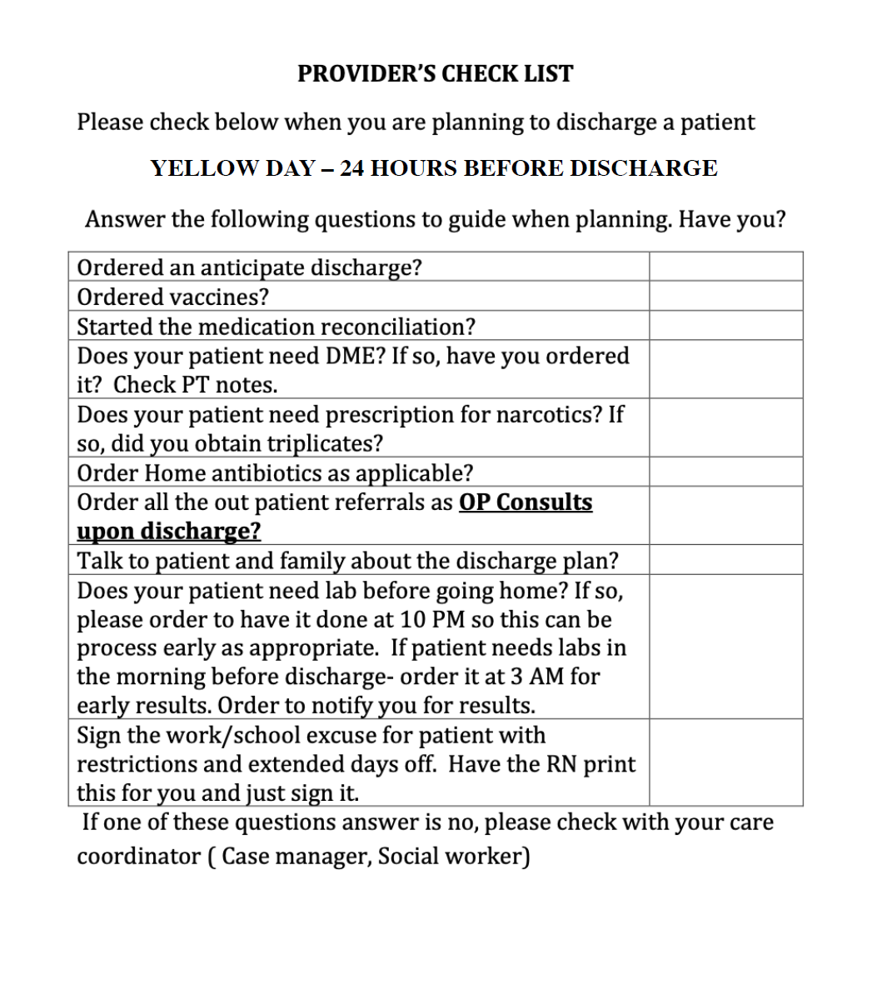 PROVIDER’S CHECK LIST
Please check below when you are planning to discharge a patient
YELLOW DAY – 24 HOURS BEFORE DISCHARGE
Answer the following questions to guide when planning. Have you?
Ordered an anticipate discharge?
Ordered vaccines?
Started the medication reconciliation?
Does your patient need DME? If so, have you ordered
it?  Check PT notes.
Does your patient need prescription for narcotics? If
so, did you obtain triplicates?
Order Home antibiotics as applicable?
Order all the out patient referrals as OP Consults
upon discharge?
Talk to patient and family about the discharge plan?
Does your patient need lab before going home? If so,
please order to have it done at 10 PM so this can be
process early as appropriate.  If patient needs labs in
the morning before discharge- order it at 3 AM for
early results. Order to notify you for results.
Sign the work/school excuse for patient with
restrictions and extended days off.  Have the RN print
this for you and just sign it.
If one of these questions answer is no, please check with your care
coordinator ( Case manager, Social worker)